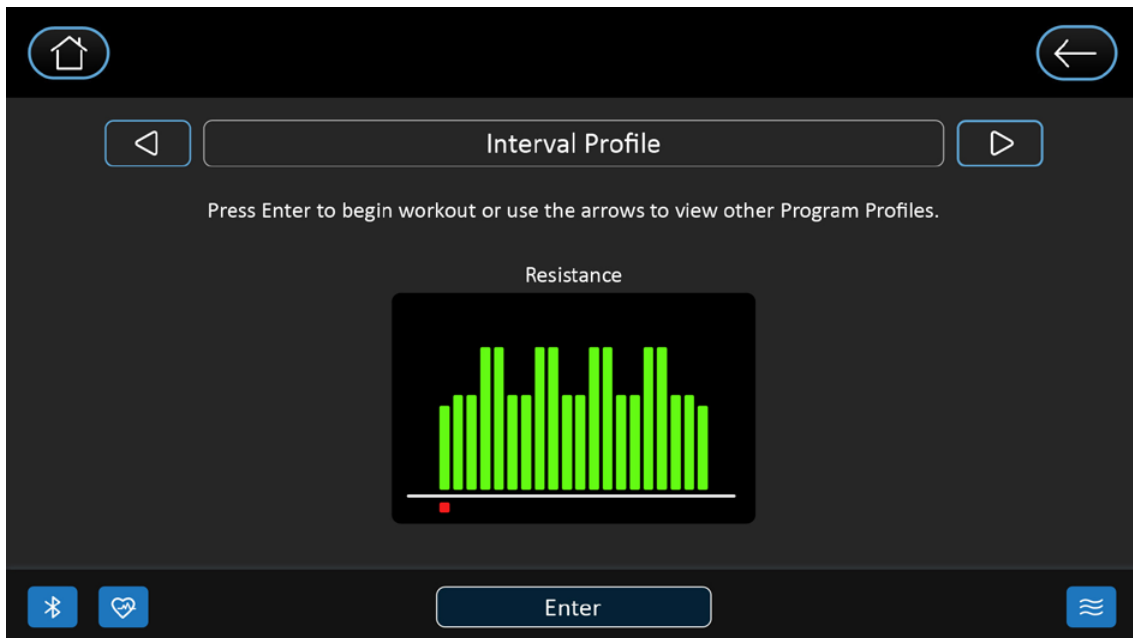 Interval Profile
Press Enter to begin workout or use the arrows to view other Program Profiles.
Resistance
Enter